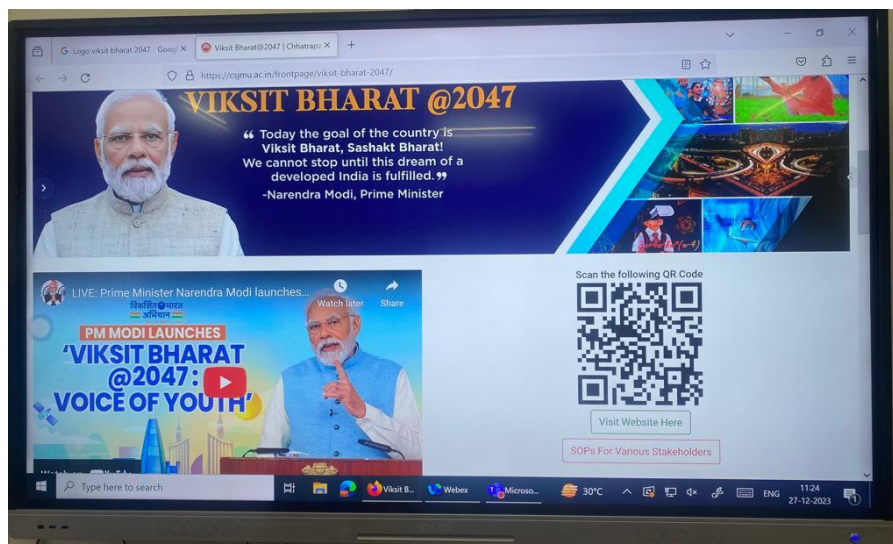 Logo viksit bharat 2047 - Googl
Viksit Bharat@2047 | Chhatrapa
https://csjmu.ac.in/frontpage/viksit-bharat-2047/
VIKSIT BHARAT @2047
“ Today the goal of the country is
Viksit Bharat, Sashakt Bharat!
We cannot stop until this dream of a
developed India is fulfilled.”
-Narendra Modi, Prime Minister
Scan the following QR Code
LIVE: Prime Minister Narendra Modi launches...
Watch later
Share
विकसित भारत
अभियान
PM MODI LAUNCHES
‘VIKSIT BHARAT
@2047:
VOICE OF YOUTH’
Visit Website Here
SOPs For Various Stakeholders
Type here to search
Viksit B...
Webex
Microso...
30°C
ENG
11:24
27-12-2023